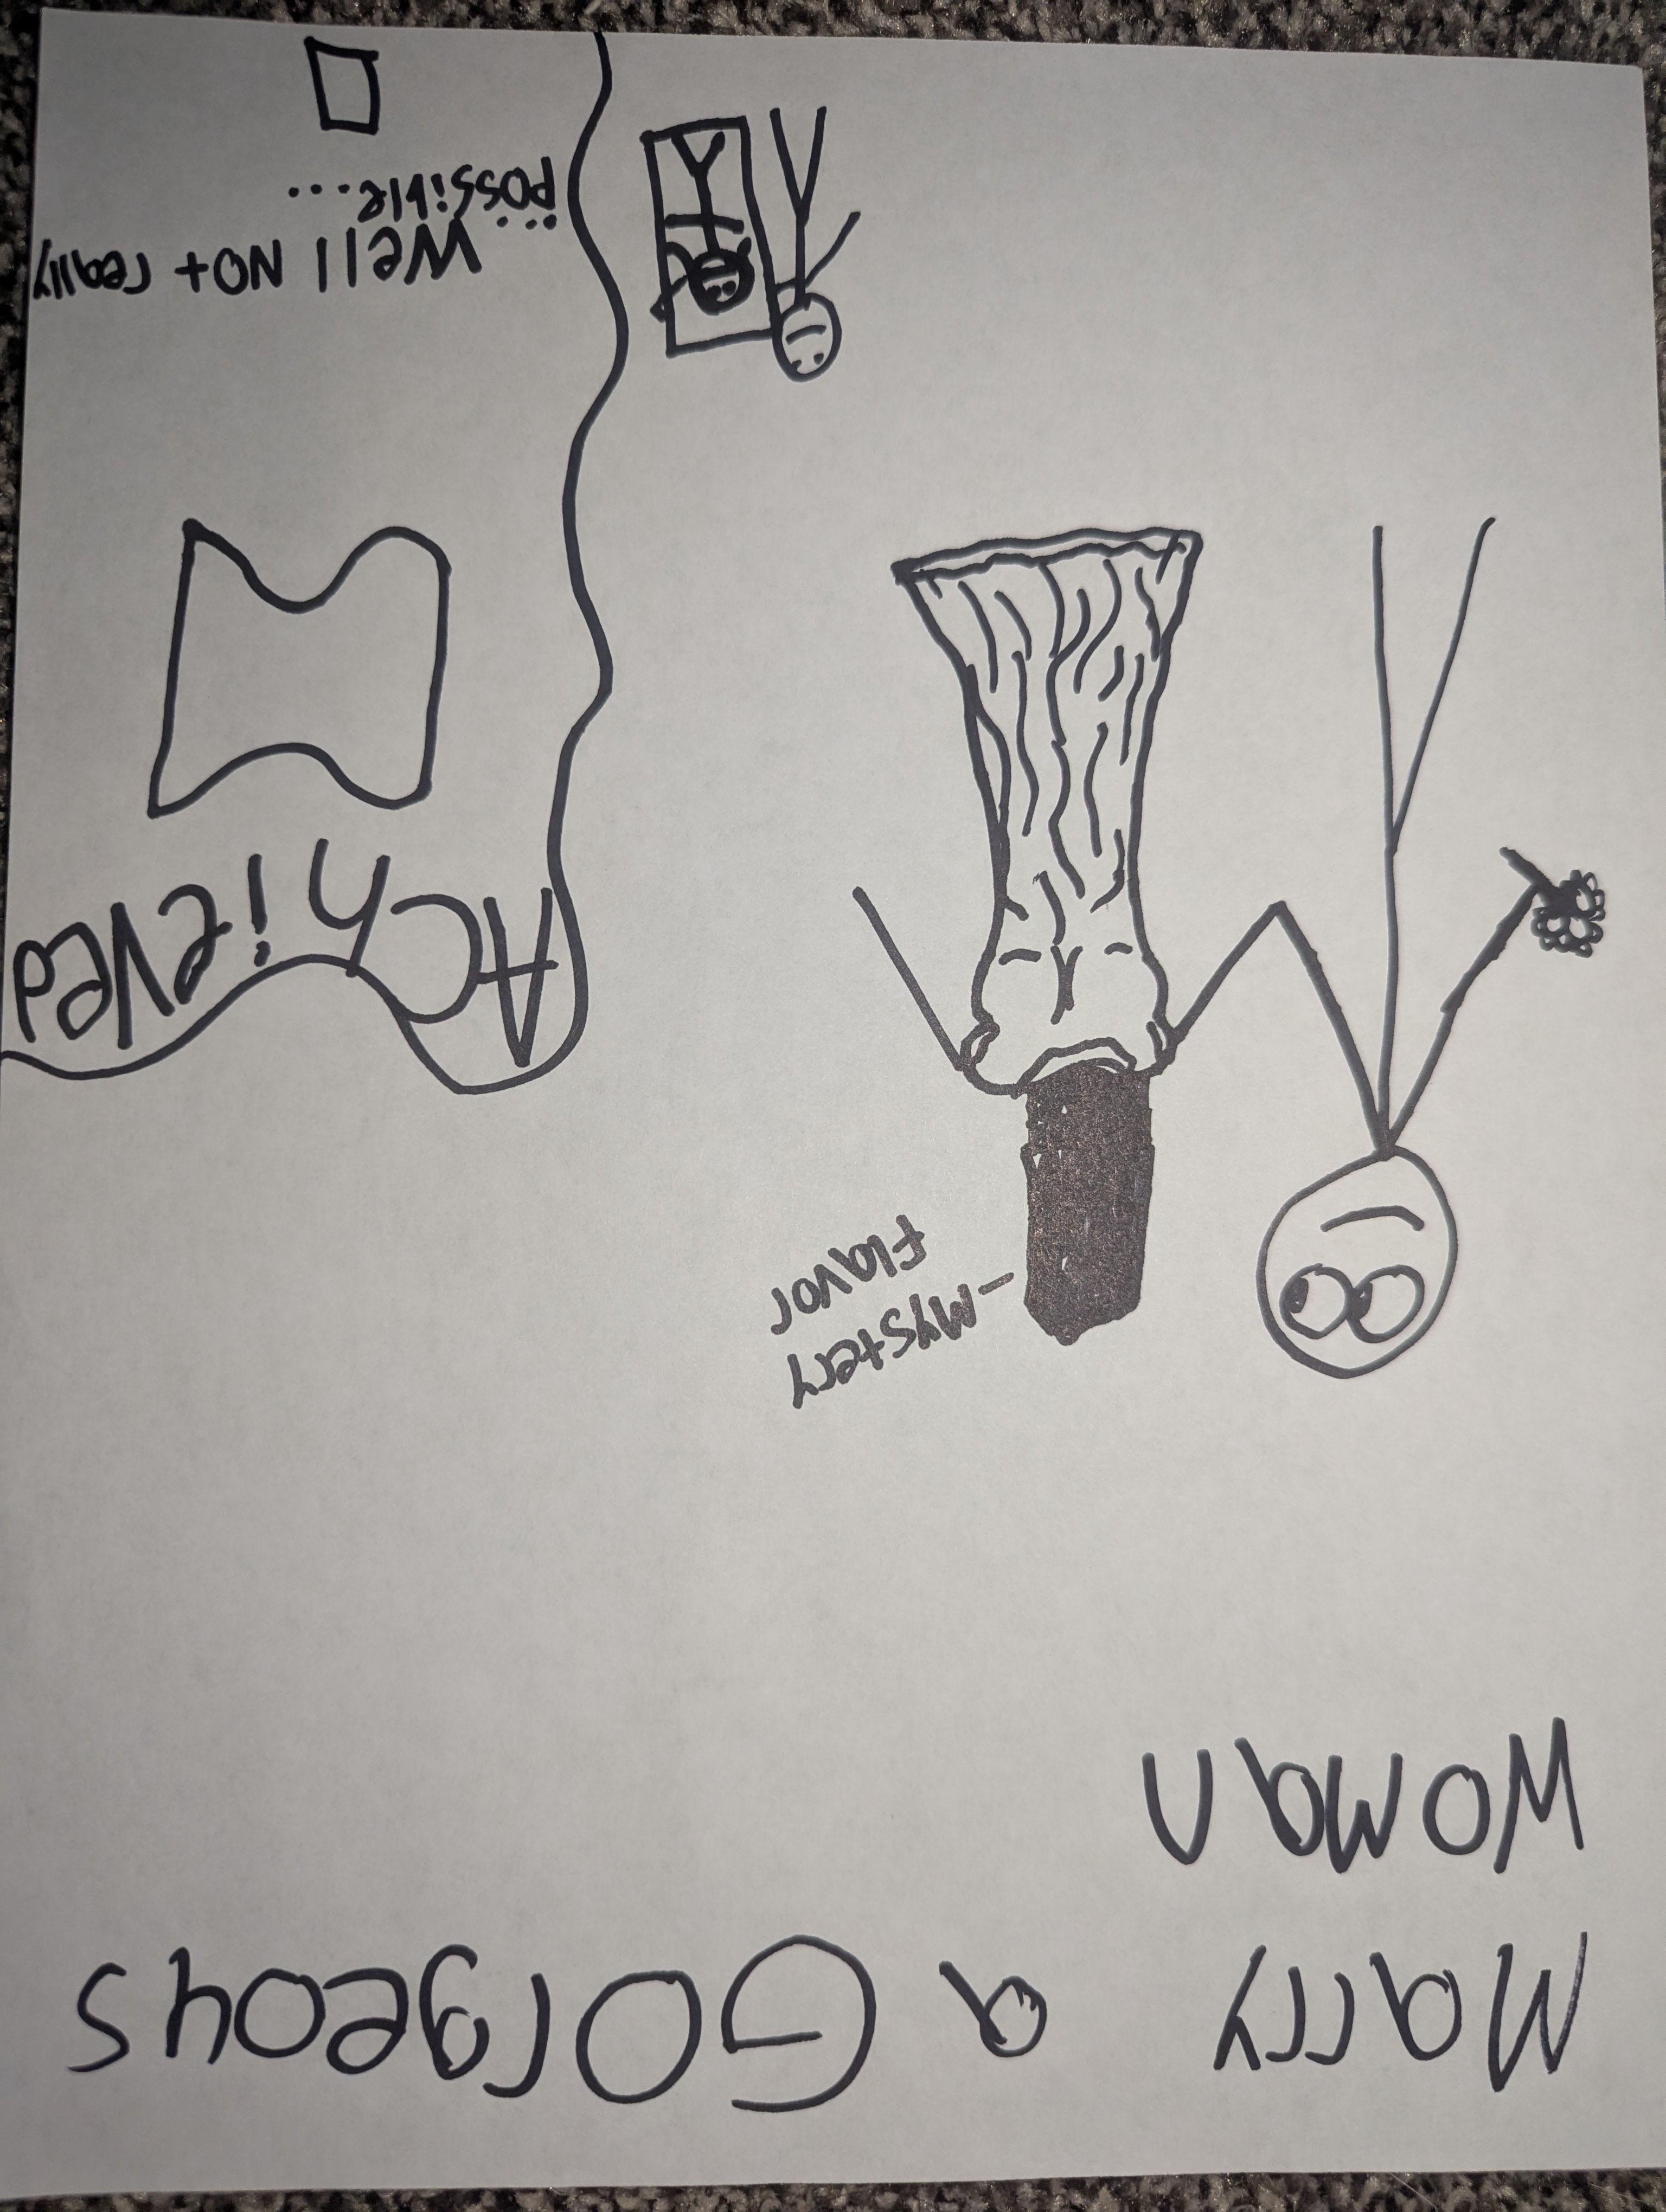 Marry a GOrgeous
WOMan
-Mystery
Flavor
AChieved
...Well NOt really
possible...